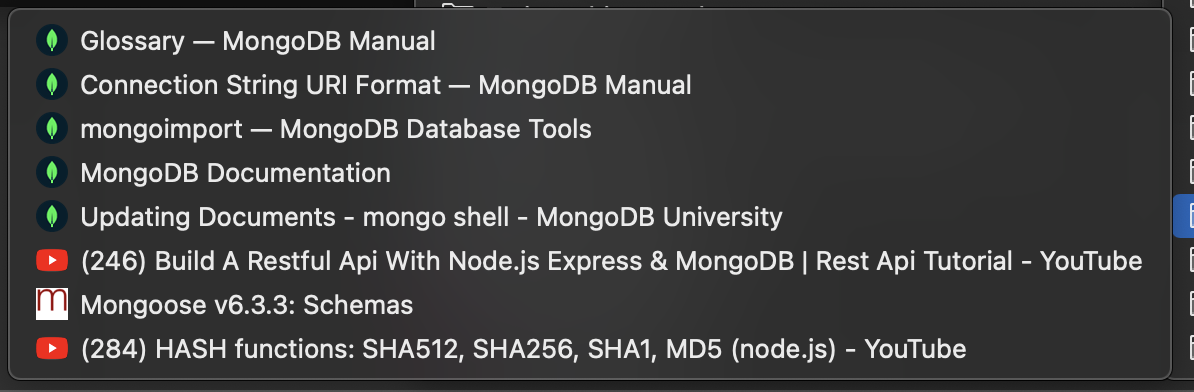 Glossary — MongoDB Manual
Connection String URI Format — MongoDB Manual
mongoimport — MongoDB Database Tools
MongoDB Documentation
Updating Documents - mongo shell - MongoDB University
(246) Build A Restful Api With Node.js Express & MongoDB | Rest Api Tutorial - YouTube
Mongoose v6.3.3: Schemas
(284) HASH functions: SHA512, SHA256, SHA1, MD5 (node.js) - YouTube